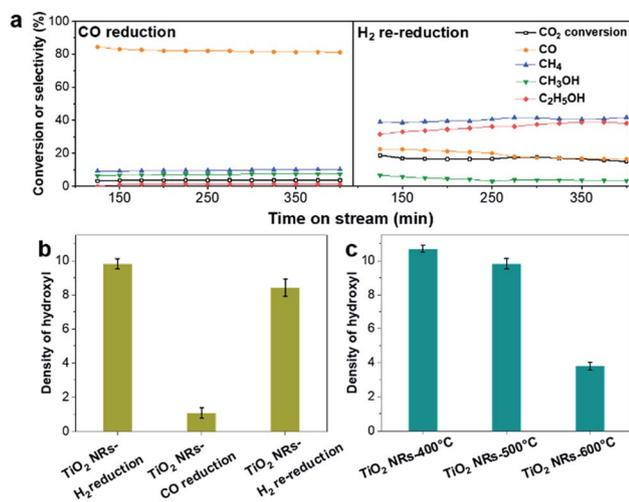 a
CO reduction
H2 re-reduction
CO2 conversion
CO
CH4
CH3OH
C2H5OH
Conversion or selectivity (%)
100
80
60
40
20
0
150
250
350
150
250
350
Time on stream (min)
b
Density of hydroxyl
10
8
6
4
2
0
TiO2 NRs-
H2 reduction
TiO2 NRs-
CO reduction
TiO2 NRs-
H2 re-reduction
c
Density of hydroxyl
10
8
6
4
2
0
TiO2 NRs-400°C
TiO2 NRs-500°C
TiO2 NRs-600°C